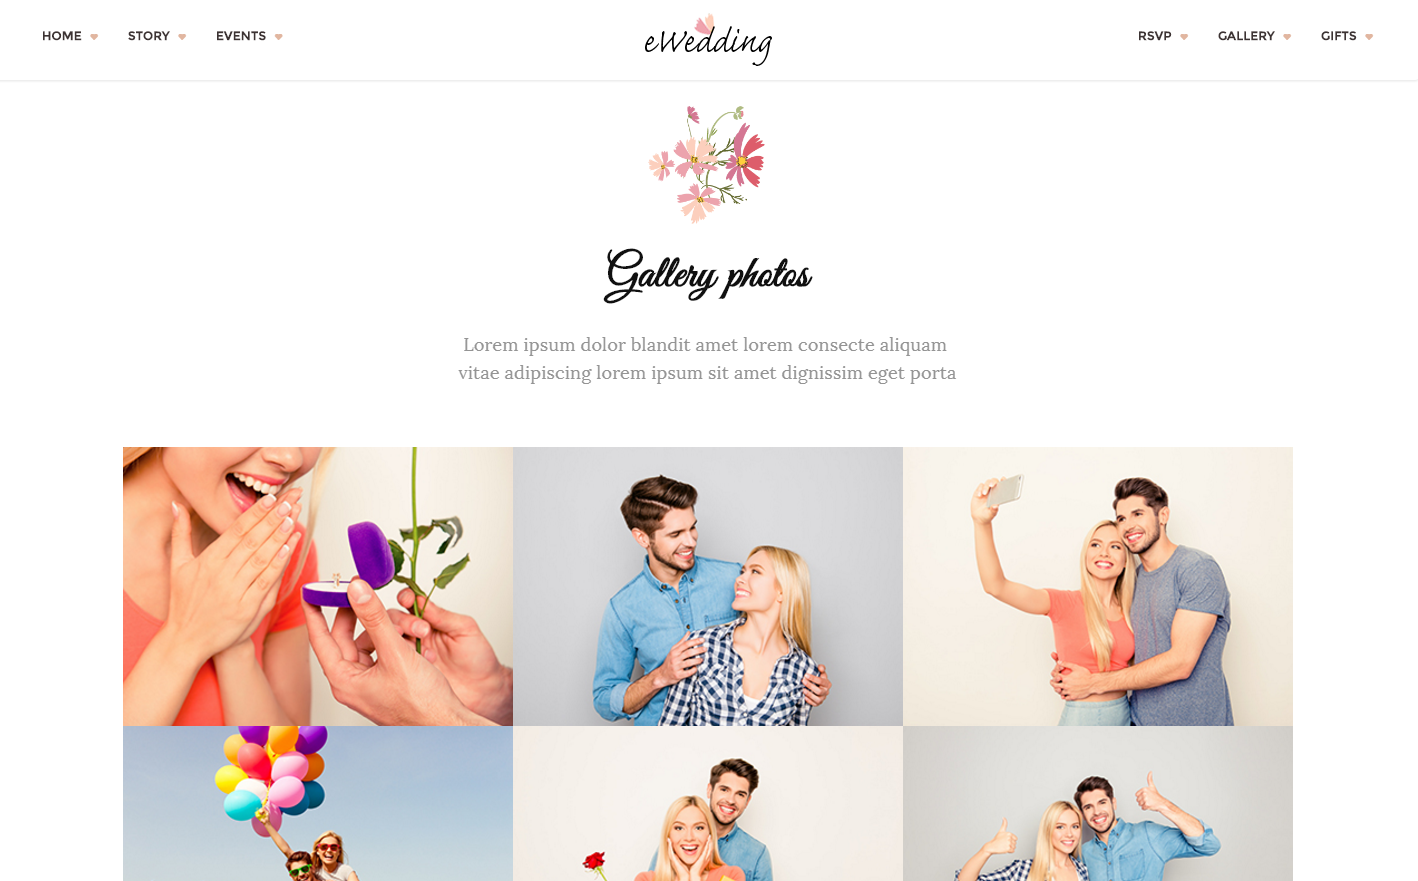 HOME
STORY
EVENTS
eWedding
RSVP
GALLERY
GIFTS
Gallery photos
Lorem ipsum dolor blandit amet lorem consecte aliquam
vitae adipiscing lorem ipsum sit amet dignissim eget porta